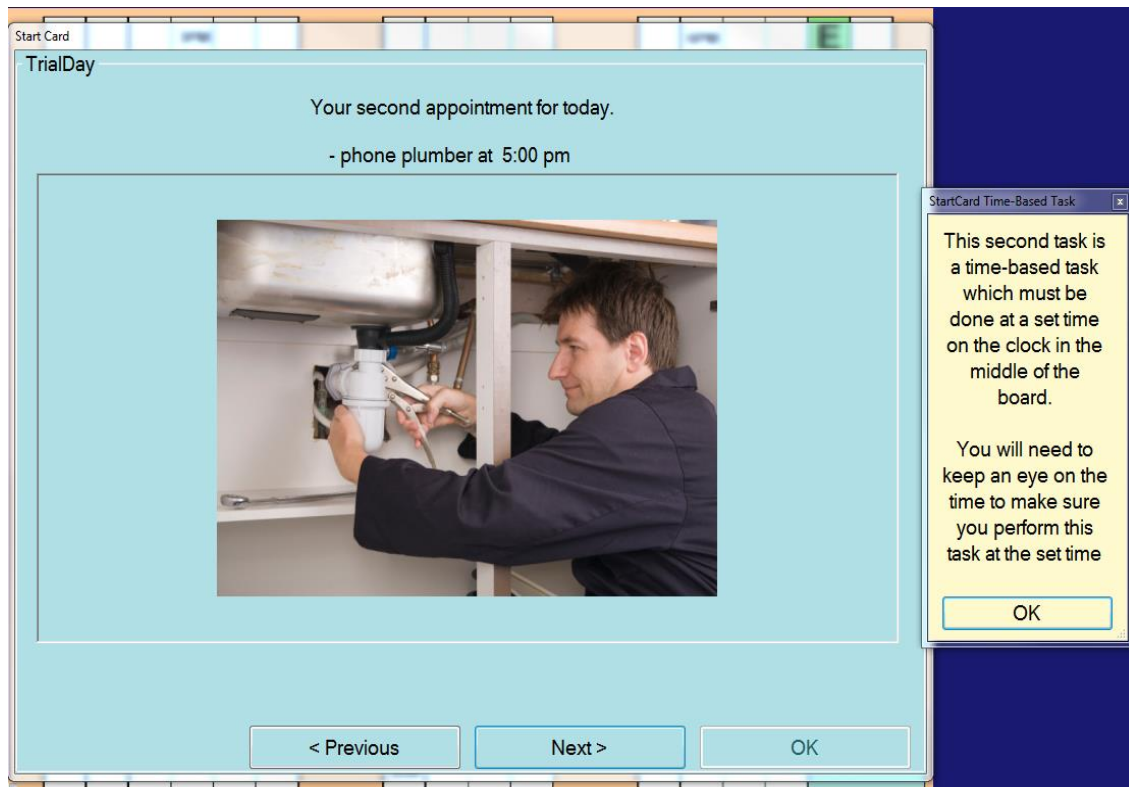 Start Card
E
TrialDay
Your second appointment for today.
- phone plumber at 5:00 pm
StartCard Time-Based Task
x
This second task is
a time-based task
which must be
done at a set time
on the clock in the
middle of the
board.
You will need to
keep an eye on the
time to make sure
you perform this
task at the set time
OK
< Previous
Next >
OK